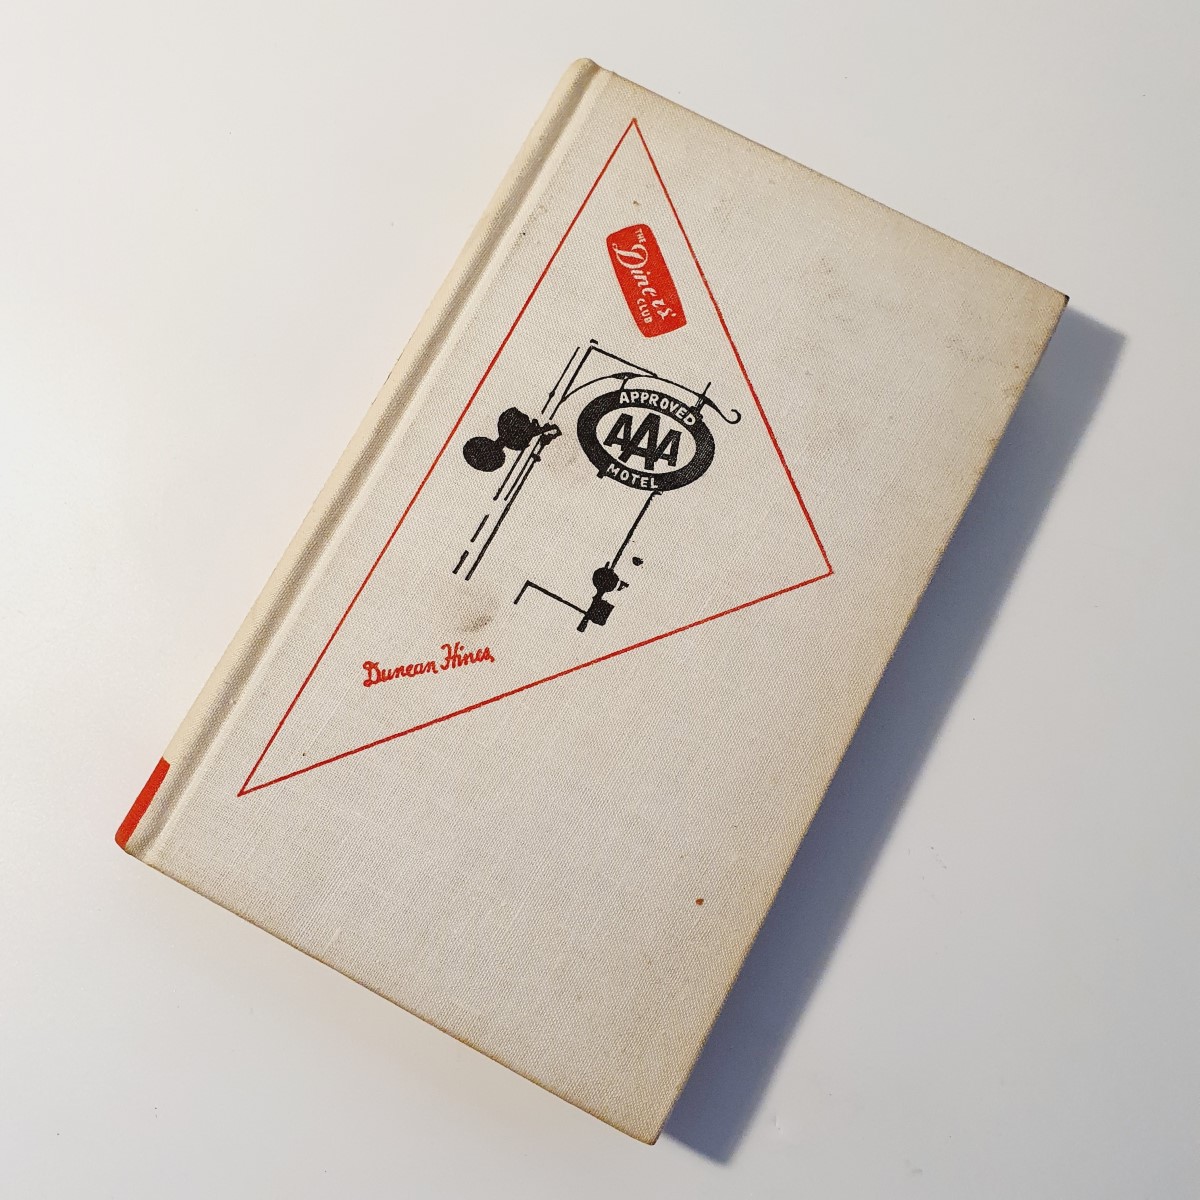 THE
Diners'
CLUB
APPROVED
AAA
MOTEL
Duncan Hines